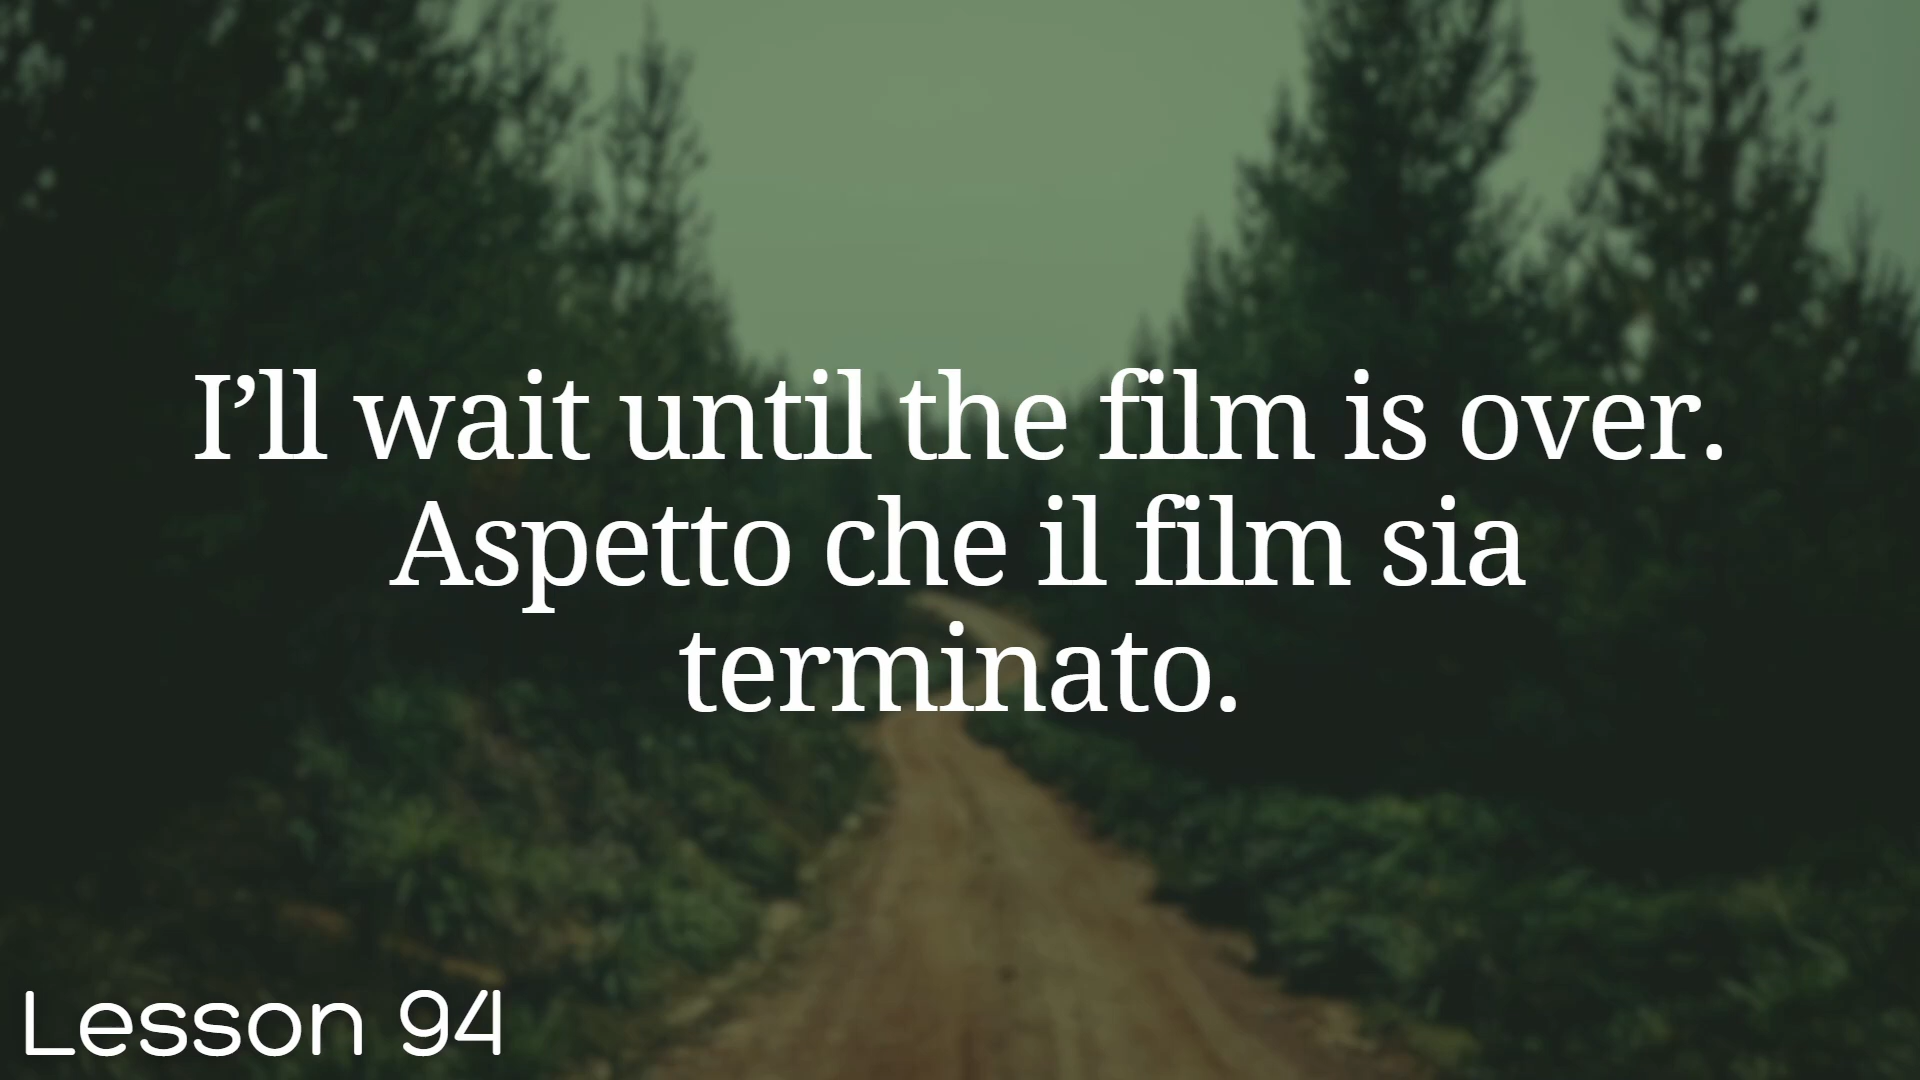 I’ll wait until the film is over.
Aspetto che il film sia
terminato.
Lesson 94